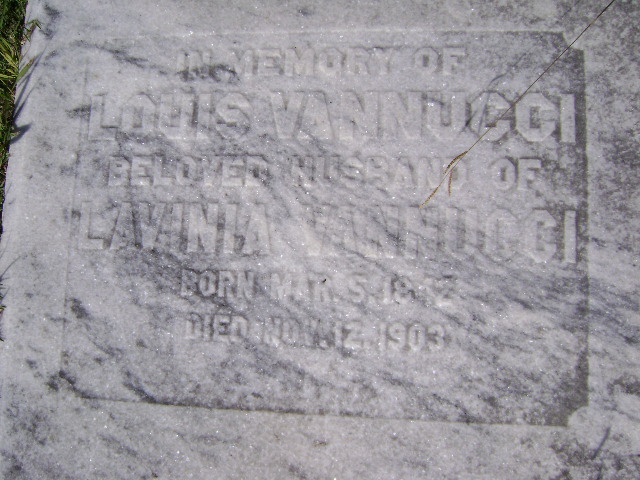 IN MEMORY OF
LOUIS VANNUCCI
BELOVED HUSBAND OF
LAVINIA VANNUCCI
BORN MAR. 5,
DIED NOV. 12, 1903